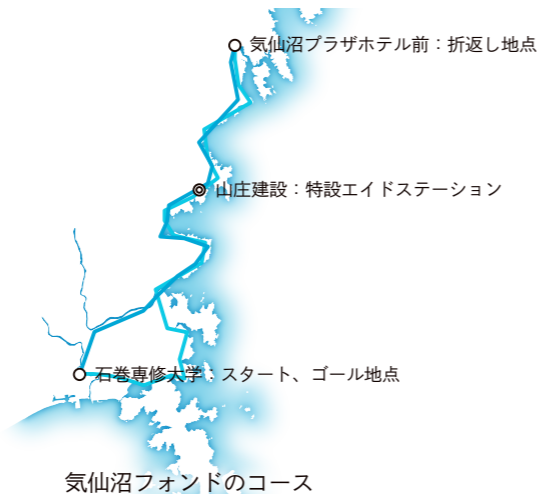 気仙沼プラザホテル前：折返し地点
山庄建設：特設エイドステーション
石巻専修大学：スタート、ゴール地点
気仙沼フォンドのコース